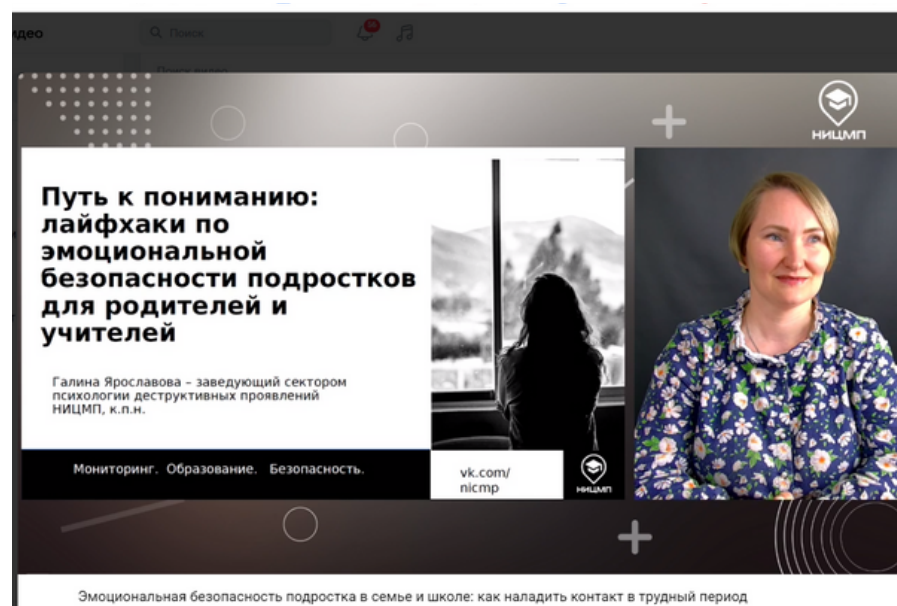 део
Поиск
Поиск видео
НИЦМП
Путь к пониманию:
лайфхаки по
эмоциональной
безопасности подростков
для родителей и
учителей
Галина Ярославова – заведующий сектором
психологии деструктивных проявлений
НИЦМП, к.п.н.
Мониторинг. Образование. Безопасность.
vk.com/
nicmp
НИЦМП
Эмоциональная безопасность подростка в семье и школе: как наладить контакт в трудный период